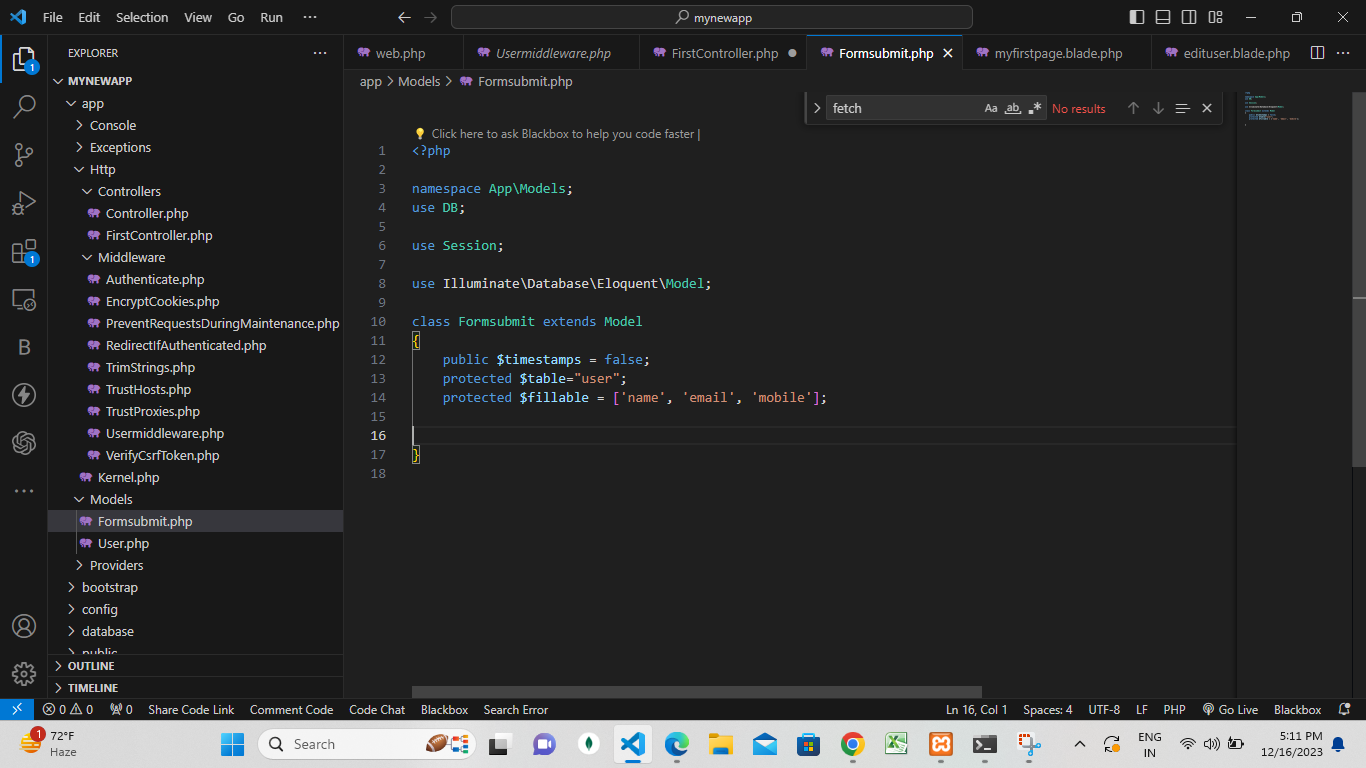 File Edit Selection View Go Run ···
mynewapp
EXPLORER ···
MYNEWAPP
app
Console
Exceptions
Http
Controllers
Controller.php
FirstController.php
Middleware
Authenticate.php
EncryptCookies.php
PreventRequestsDuringMaintenance.php
RedirectIfAuthenticated.php
TrimStrings.php
TrustHosts.php
TrustProxies.php
Usermiddleware.php
VerifyCsrfToken.php
Kernel.php
Models
Formsubmit.php
User.php
Providers
bootstrap
config
database
public
OUTLINE
TIMELINE
1
1
B
web.php Usermiddleware.php FirstController.php Formsubmit.php myfirstpage.blade.php edituser.blade.php ···
app > Models > Formsubmit.php
fetch Aa ab .* No results
Click here to ask Blackbox to help you code faster |
1 <?php
2
3 namespace App\Models;
4 use DB;
5
6 use Session;
7
8 use Illuminate\Database\Eloquent\Model;
9
10 class Formsubmit extends Model
11 {
12 public $timestamps = false;
13 protected $table="user";
14 protected $fillable = ['name', 'email', 'mobile'];
15
16
17 }
18
0 0 0 Share Code Link Comment Code Code Chat Blackbox Search Error Ln 16, Col 1 Spaces: 4 UTF-8 LF PHP Go Live Blackbox
1 72°F
Haze
Search
ENG
IN
5:11 PM
12/16/2023